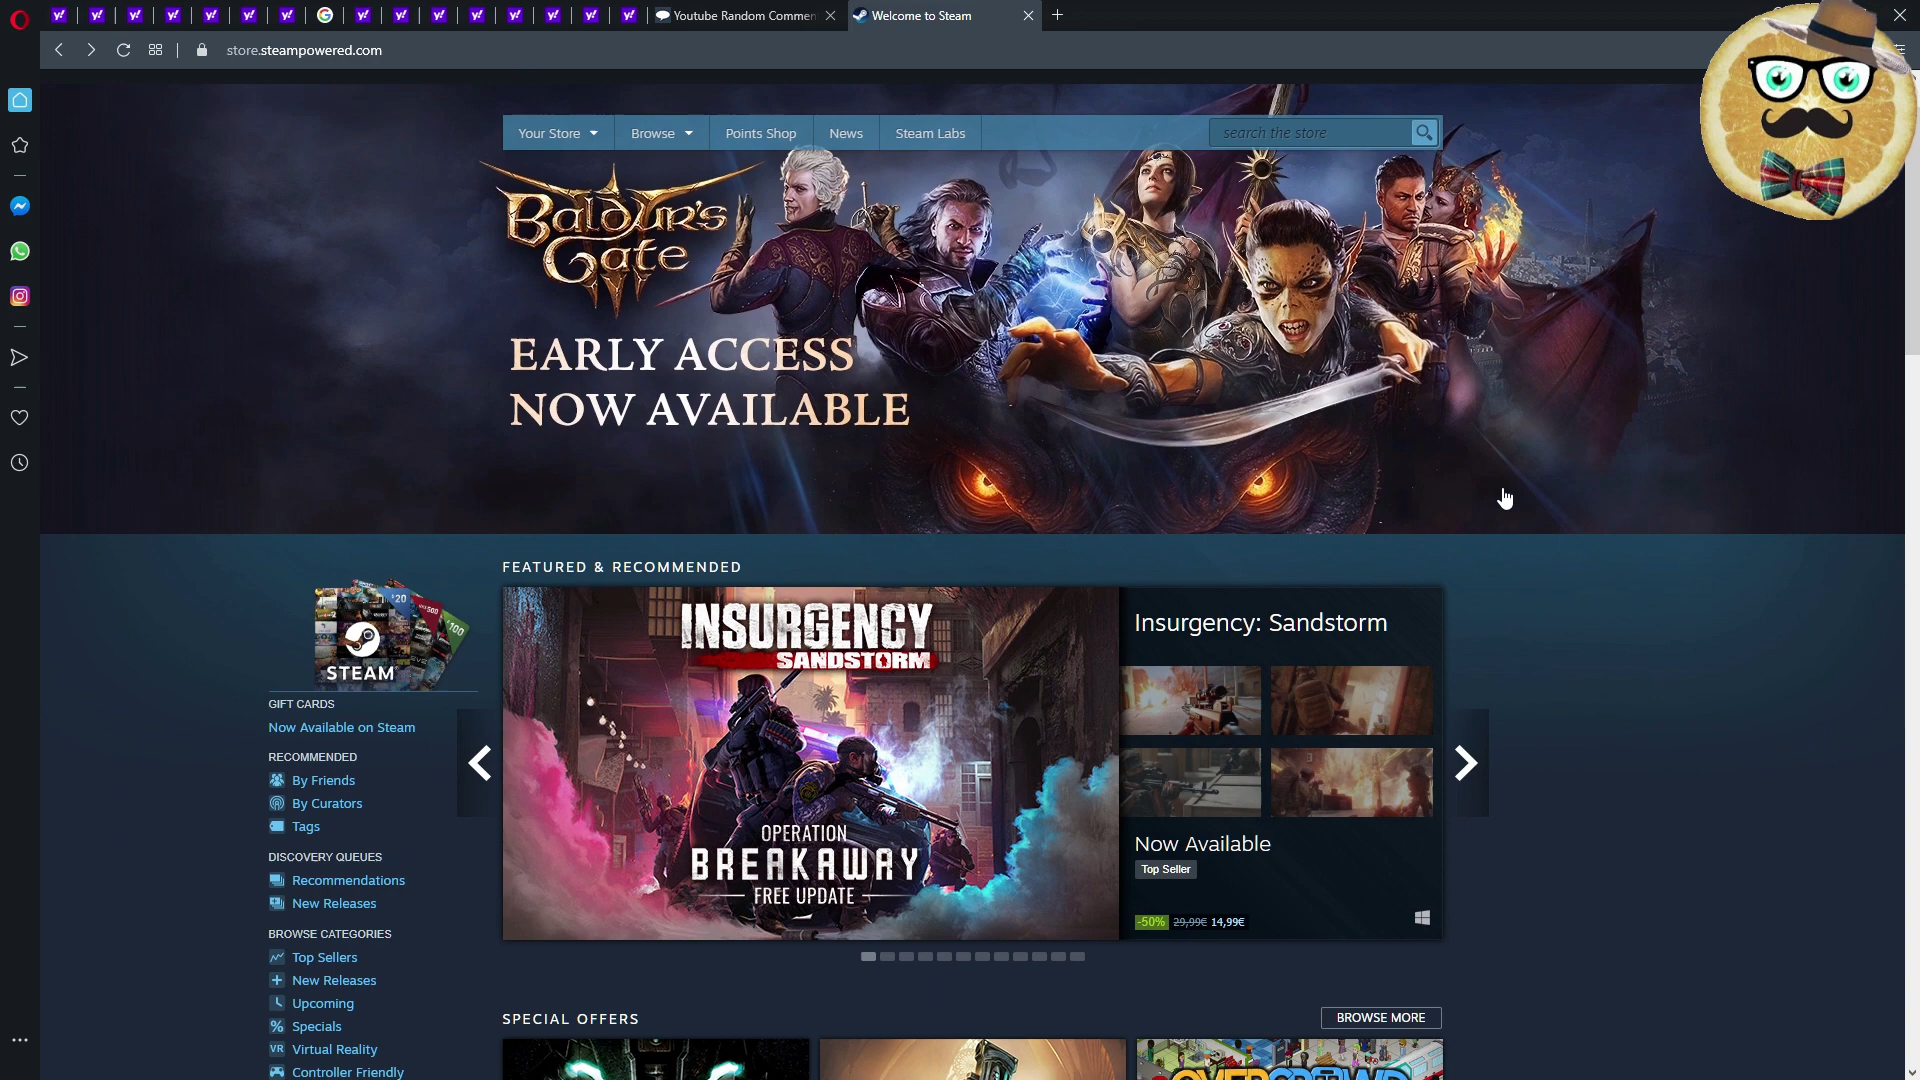 Youtube Random Commen
Welcome to Steam
store.steampowered.com
Your Store
Browse
Points Shop
News
Steam Labs
search the store
BALDUR'S
GATE
EARLY ACCESS
NOW AVAILABLE
FEATURED & RECOMMENDED
STEAM
GIFT CARDS
Now Available on Steam
RECOMMENDED
By Friends
By Curators
Tags
DISCOVERY QUEUES
Recommendations
New Releases
BROWSE CATEGORIES
Top Sellers
New Releases
Upcoming
Specials
VR Virtual Reality
Controller Friendly
INSURGENCY
SANDSTORM
OPERATION
BREAKAWAY
FREE UPDATE
Insurgency: Sandstorm
Now Available
Top Seller
-50% 29,99€ 14,99€
SPECIAL OFFERS
BROWSE MORE